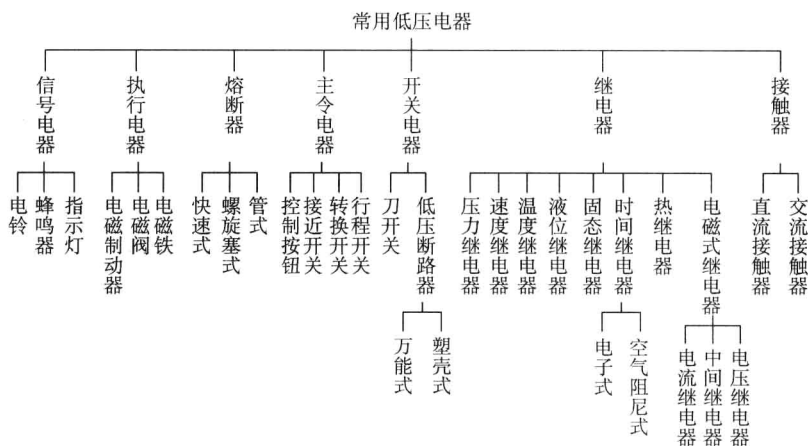 常用低压电器
信号电器
执行电器
熔断器
主令电器
开关电器
继电器
接触器
电铃
蜂鸣器
指示灯
电磁制动器
电磁阀
电磁铁
快速式
螺旋塞式
管式
控制按钮
接近开关
转换开关
行程开关
刀开关
低压断路器
压力继电器
速度继电器
温度继电器
液位继电器
固态继电器
时间继电器
热继电器
电磁式继电器
直流接触器
交流接触器
万能式
塑壳式
电子式
空气阻尼式
电流继电器
中间继电器
电压继电器